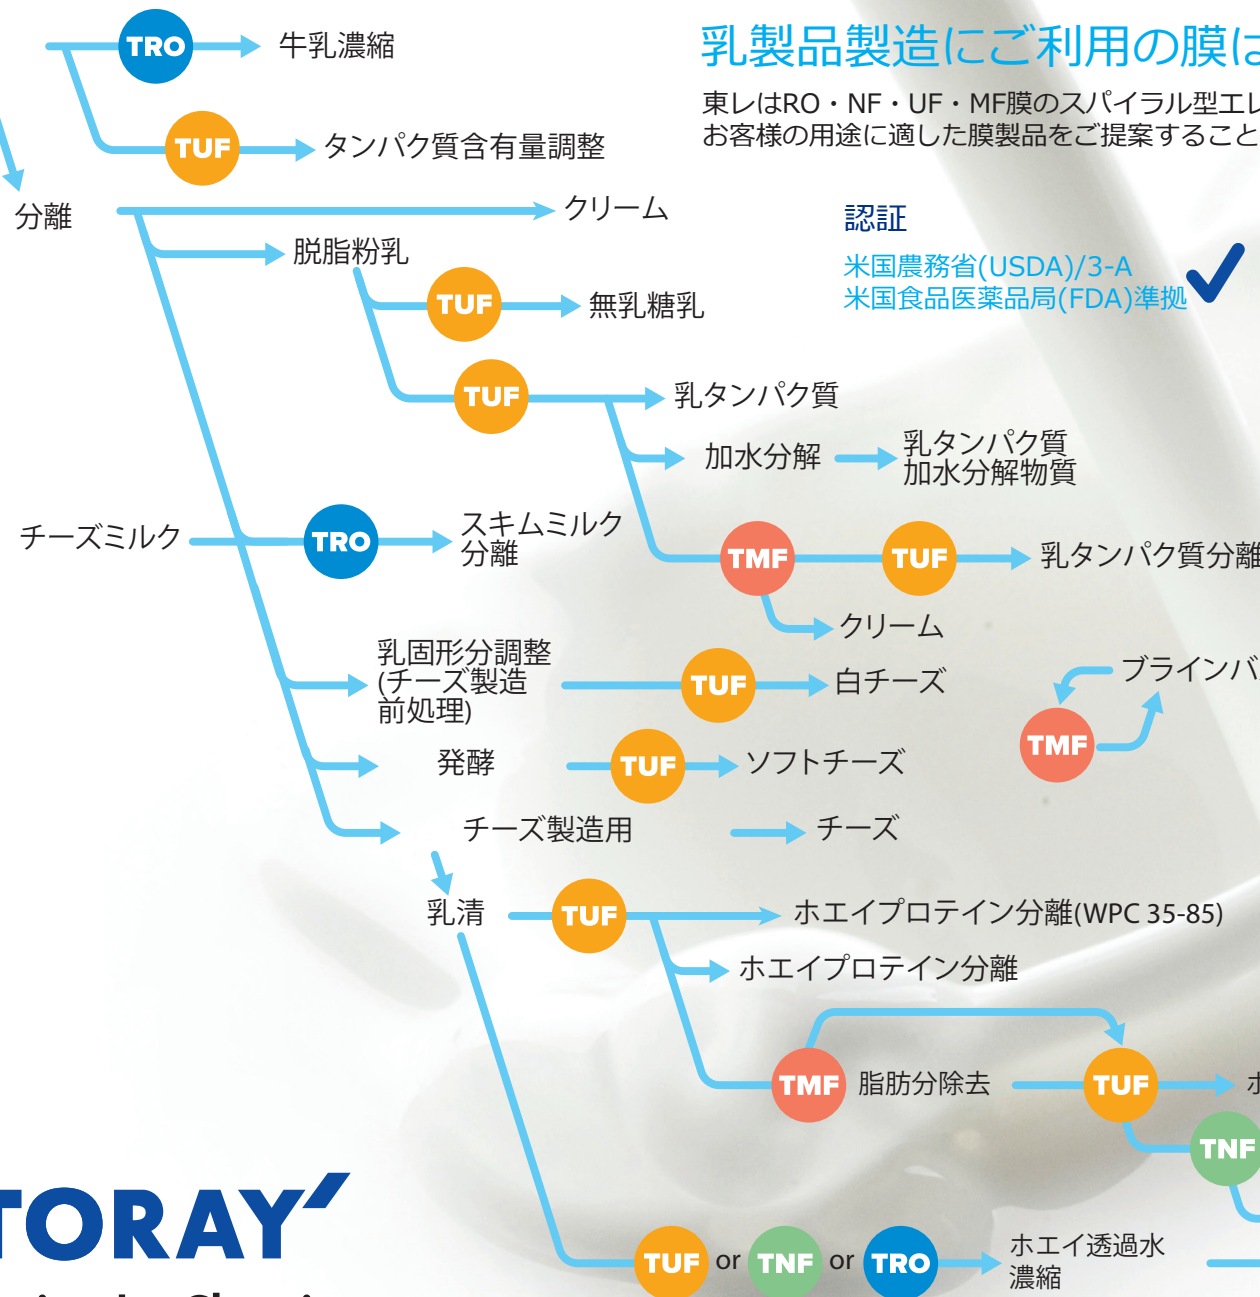 TRO 牛乳濃縮
乳製品製造にご利用の膜は
東レはRO・NF・UF・MF膜のスパイラル型エレ
お客様の用途に適した膜製品をご提案すること
TUF タンパク質含有量調整
分離
クリーム
認証
米国農務省(USDA)/3-A
米国食品医薬品局(FDA)準拠
脱脂粉乳
TUF 無乳糖乳
TUF 乳タンパク質
加水分解
乳タンパク質
加水分解物質
チーズミルク TRO
スキムミルク
分離
TMF TUF 乳タンパク質分離
クリーム
乳固形分調整
(チーズ製造
前処理)
TUF 白チーズ
ブラインバ
TMF
発酵 TUF ソフトチーズ
チーズ製造用 チーズ
乳清 TUF ホエイプロテイン分離(WPC 35-85)
ホエイプロテイン分離
TMF 脂肪分除去 TUF
TNF
TORAY
TUF or TNF or TRO
ホエイ透過水
濃縮